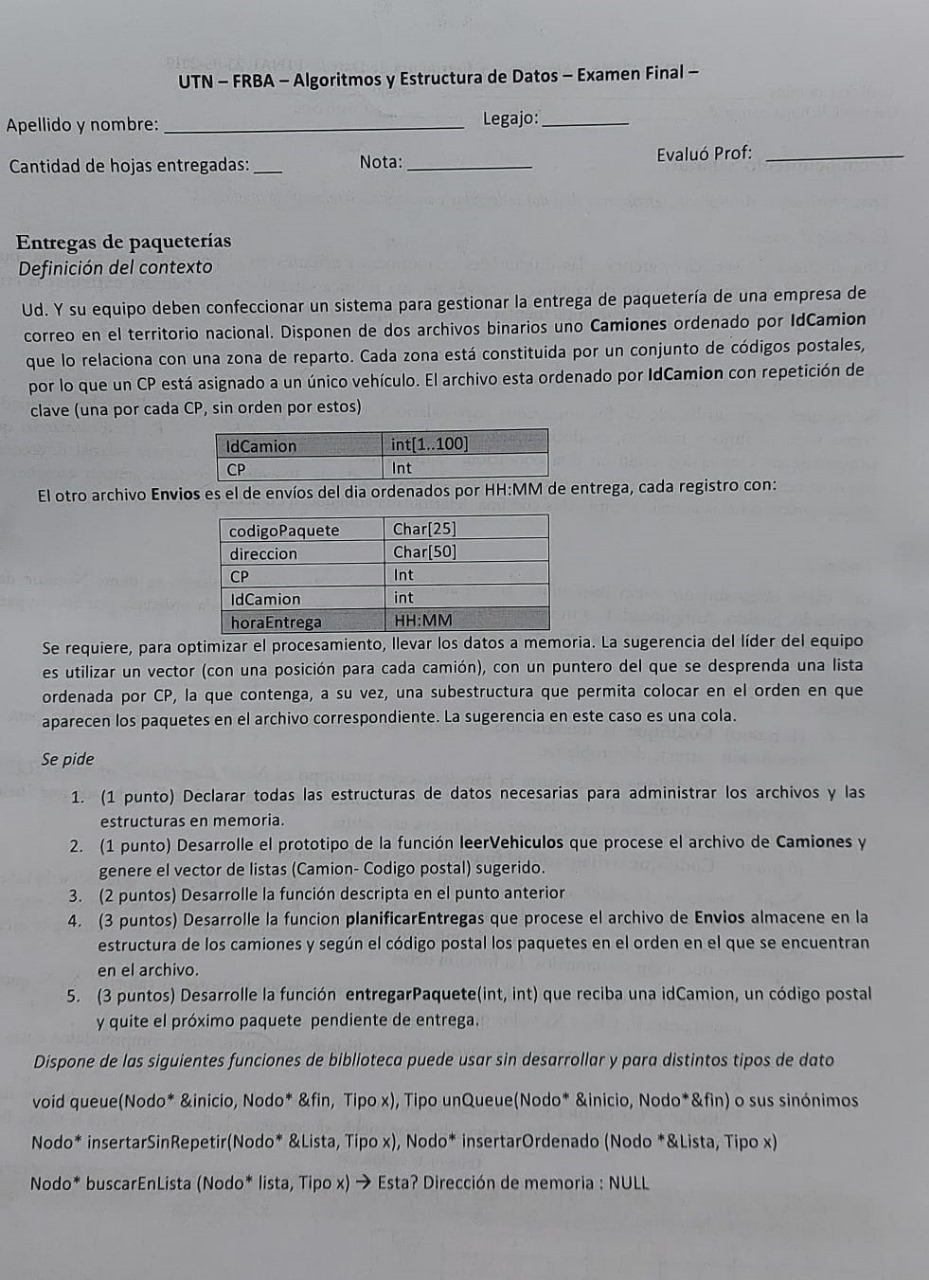 UTN – FRBA – Algoritmos y Estructura de Datos – Examen Final –
Apellido y nombre: Legajo:
Cantidad de hojas entregadas: Nota: Evaluó Prof:
Entregas de paqueterías
Definición del contexto
Ud. Y su equipo deben confeccionar un sistema para gestionar la entrega de paquetería de una empresa de
correo en el territorio nacional. Disponen de dos archivos binarios uno Camiones ordenado por IdCamion
que lo relaciona con una zona de reparto. Cada zona está constituida por un conjunto de códigos postales,
por lo que un CP está asignado a un único vehículo. El archivo esta ordenado por IdCamion con repetición de
clave (una por cada CP, sin orden por estos)
IdCamion int[1..100]
CP Int
El otro archivo Envios es el de envíos del dia ordenados por HH:MM de entrega, cada registro con:
codigoPaquete Char[25]
direccion Char[50]
CP Int
IdCamion int
horaEntrega HH:MM
Se requiere, para optimizar el procesamiento, llevar los datos a memoria. La sugerencia del líder del equipo
es utilizar un vector (con una posición para cada camión), con un puntero del que se desprenda una lista
ordenada por CP, la que contenga, a su vez, una subestructura que permita colocar en el orden en que
aparecen los paquetes en el archivo correspondiente. La sugerencia en este caso es una cola.
Se pide
1. (1 punto) Declarar todas las estructuras de datos necesarias para administrar los archivos y las
estructuras en memoria.
2. (1 punto) Desarrolle el prototipo de la función leerVehiculos que procese el archivo de Camiones y
genere el vector de listas (Camion- Codigo postal) sugerido.
3. (2 puntos) Desarrolle la función descripta en el punto anterior
4. (3 puntos) Desarrolle la funcion planificarEntregas que procese el archivo de Envios almacene en la
estructura de los camiones y según el código postal los paquetes en el orden en el que se encuentran
en el archivo.
5. (3 puntos) Desarrolle la función entregarPaquete(int, int) que reciba una idCamion, un código postal
y quite el próximo paquete pendiente de entrega.
Dispone de las siguientes funciones de biblioteca puede usar sin desarrollar y para distintos tipos de dato
void queue(Nodo* &inicio, Nodo* &fin, Tipo x), Tipo unQueue(Nodo* &inicio, Nodo*&fin) o sus sinónimos
Nodo* insertarSinRepetir(Nodo* &Lista, Tipo x), Nodo* insertarOrdenado (Nodo *&Lista, Tipo x)
Nodo* buscarEnLista (Nodo* lista, Tipo x) → Esta? Dirección de memoria : NULL